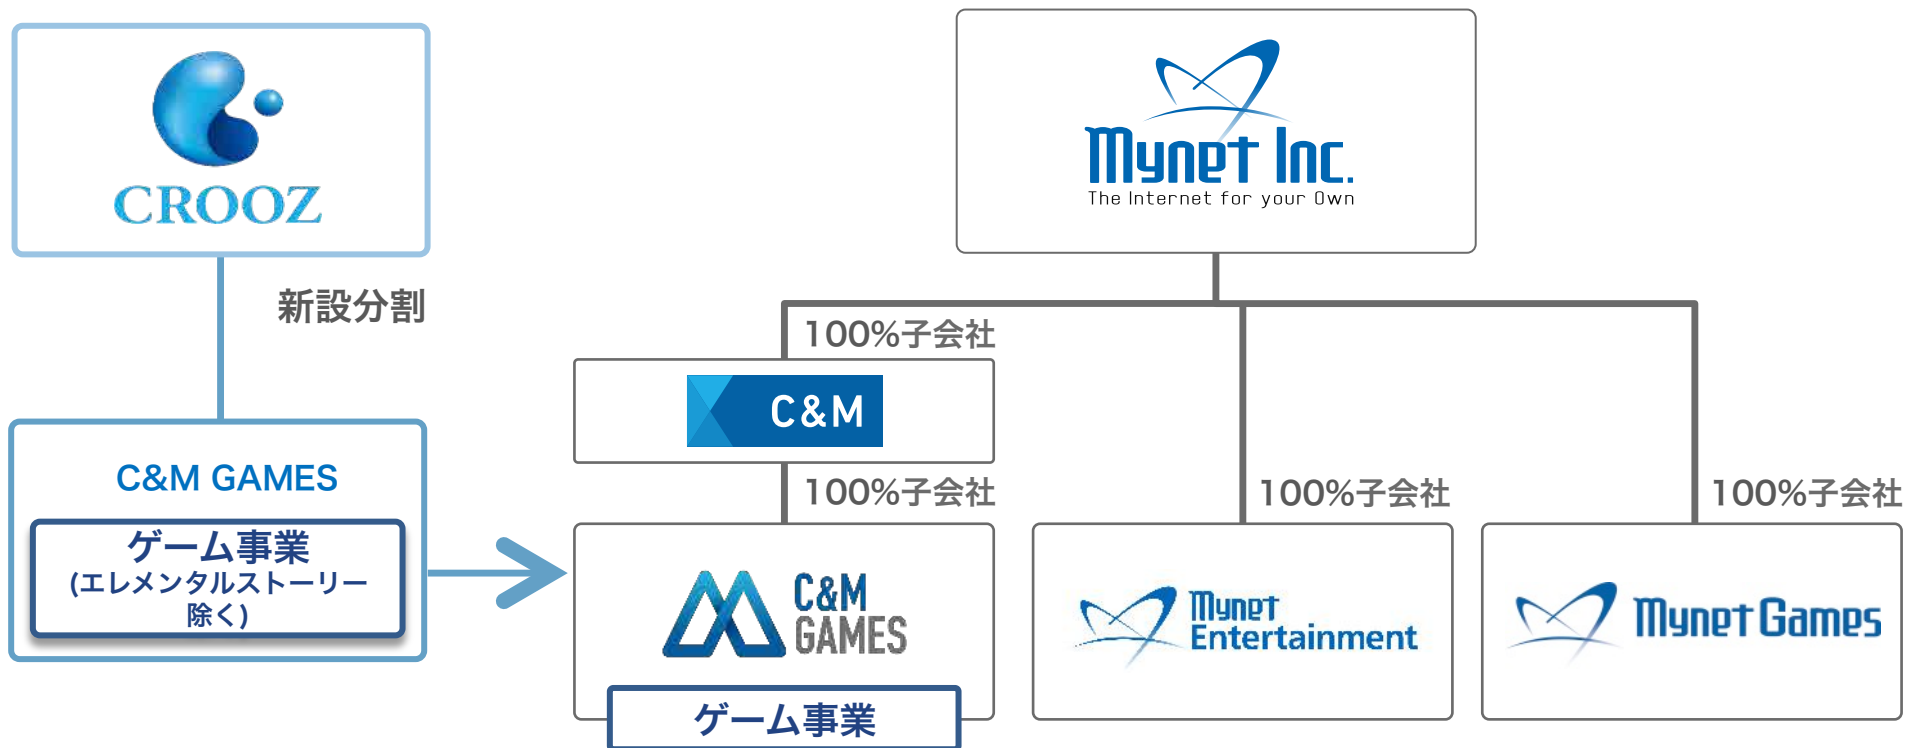 CROOZ
新設分割
C&M GAMES
ゲーム事業
(エレメンタルストーリー
除く)
Mynet Inc.
The Internet for your Own
100%子会社
C&M
100%子会社
C&M
GAMES
ゲーム事業
100%子会社
Mynet
Entertainment
100%子会社
Mynet Games